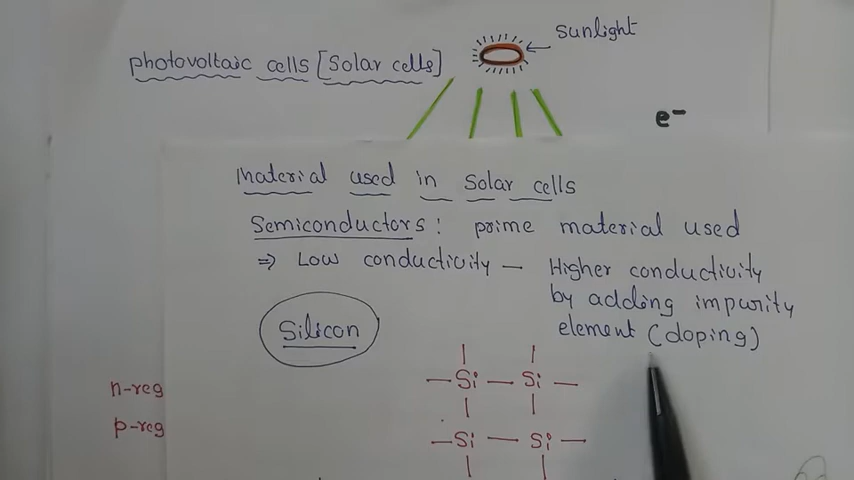 sunlight
photovoltaic cells [Solar cells]
e⁻
Material used in Solar cells
Semiconductors: prime material used
⇒ Low conductivity — Higher conductivity
by adding impurity
element (doping)
Silicon
n-reg
— Si — Si —
p-reg
— Si — Si —